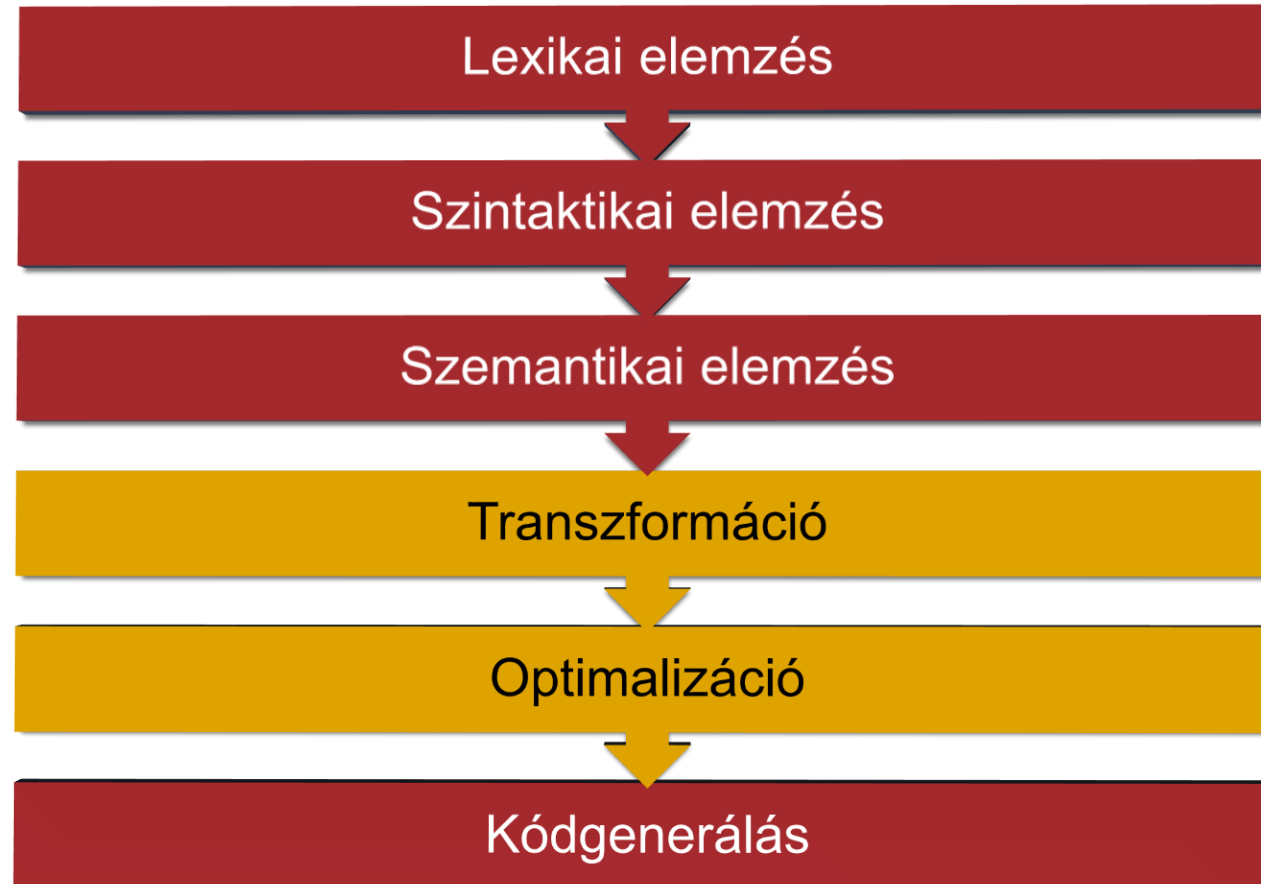 Lexikai elemzés
Szintaktikai elemzés
Szemantikai elemzés
Transzformáció
Optimalizáció
Kódgenerálás